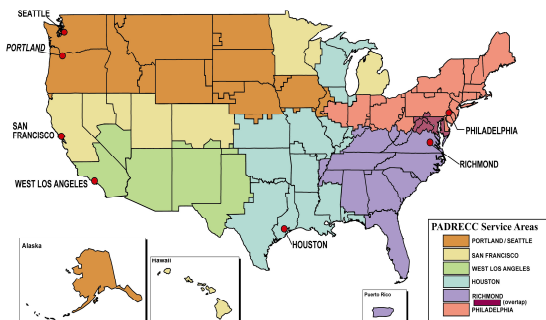 SEATTLE
PORTLAND
SAN
FRANCISCO
WEST LOS ANGELES
HOUSTON
PHILADELPHIA
RICHMOND
Alaska
Hawaii
Puerto Rico
PADRECC Service Areas
PORTLAND / SEATTLE
SAN FRANCISCO
WEST LOS ANGELES
HOUSTON
RICHMOND
(overlap)
PHILADELPHIA